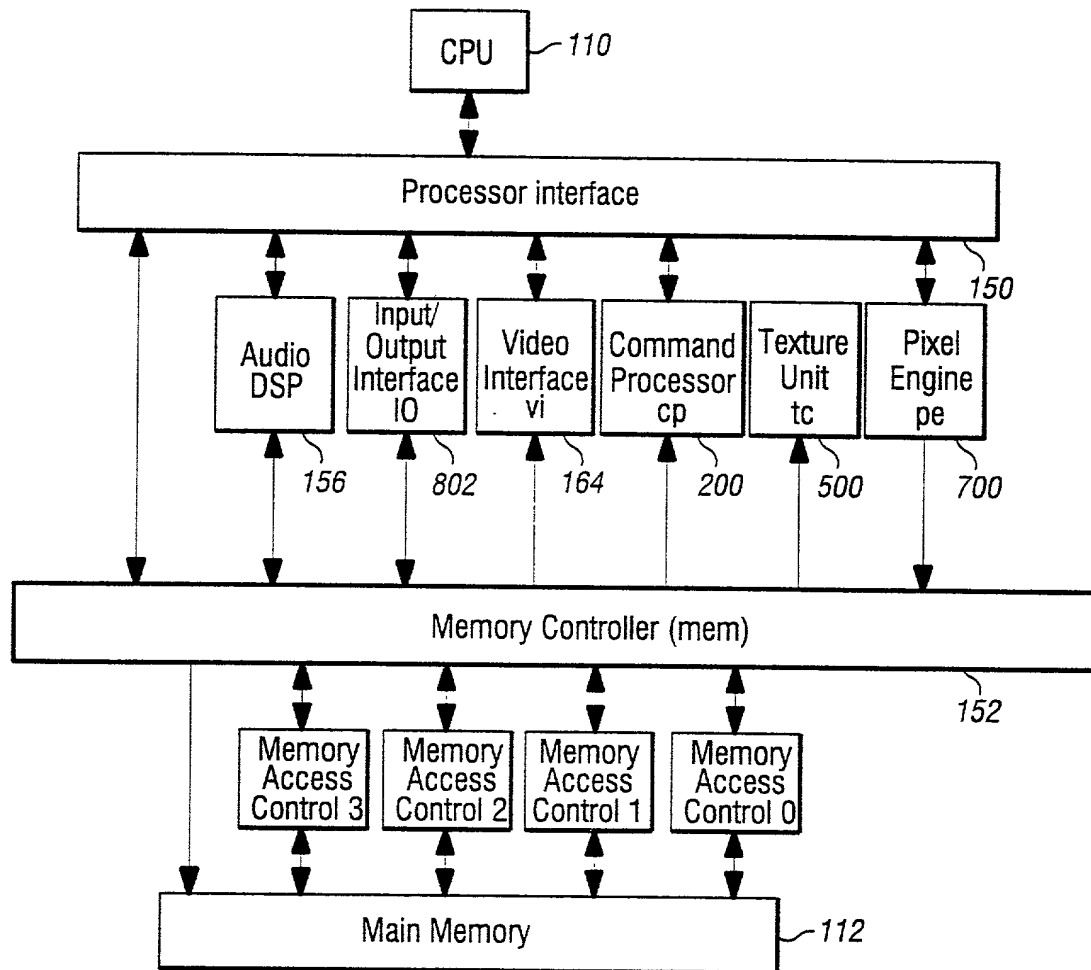 CPU
110
Processor interface
150
Audio
DSP
156
Input/
Output
Interface
IO
802
Video
Interface
vi
164
Command
Processor
cp
200
Texture
Unit
tc
500
Pixel
Engine
pe
700
Memory Controller (mem)
152
Memory
Access
Control 3
Memory
Access
Control 2
Memory
Access
Control 1
Memory
Access
Control 0
Main Memory
112